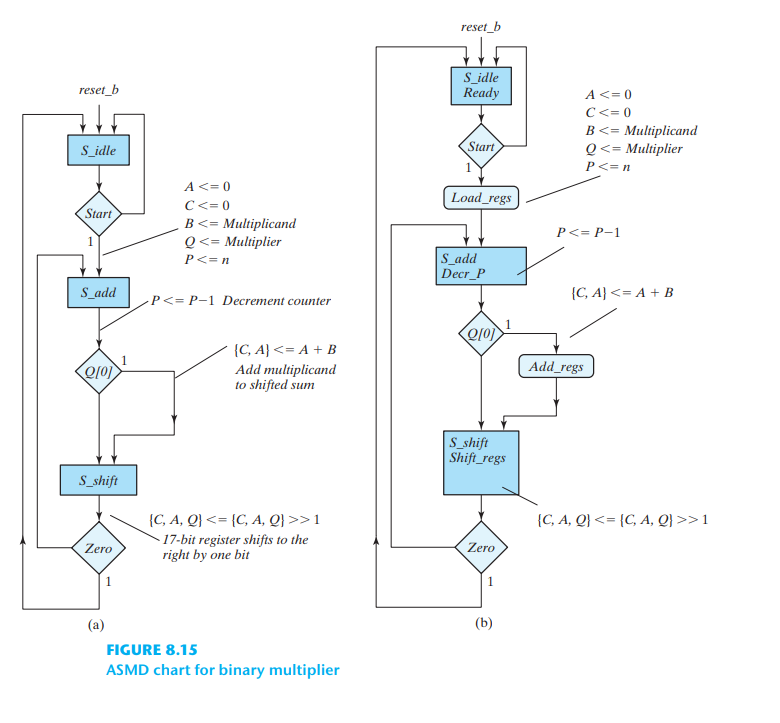 reset_b
S_idle
Start
1
A <= 0
C <= 0
B <= Multiplicand
Q <= Multiplier
P <= n
S_add
P <= P−1 Decrement counter
Q[0]
1
{C, A} <= A + B
Add multiplicand
to shifted sum
S_shift
{C, A, Q} <= {C, A, Q} >> 1
17-bit register shifts to the
right by one bit
Zero
1
(a)
reset_b
S_idle
Ready
Start
1
Load_regs
A <= 0
C <= 0
B <= Multiplicand
Q <= Multiplier
P <= n
S_add
Decr_P
P <= P−1
Q[0]
1
{C, A} <= A + B
Add_regs
S_shift
Shift_regs
{C, A, Q} <= {C, A, Q} >> 1
Zero
1
(b)
FIGURE 8.15
ASMD chart for binary multiplier